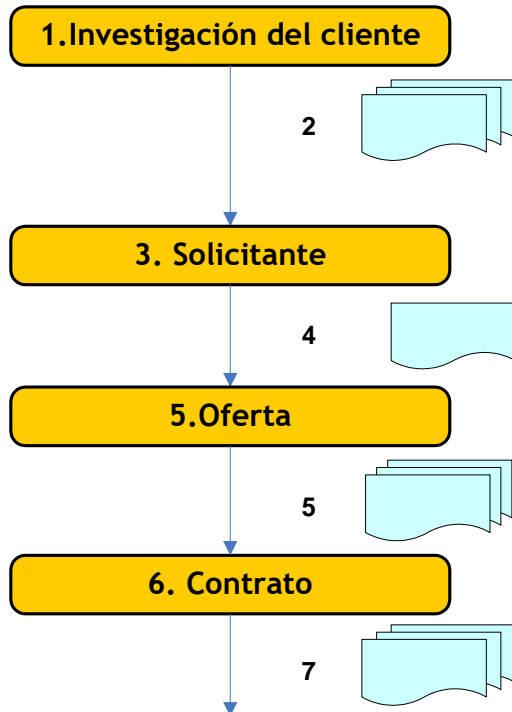 1.Investigación del cliente
2
3. Solicitante
4
5.Oferta
5
6. Contrato
7